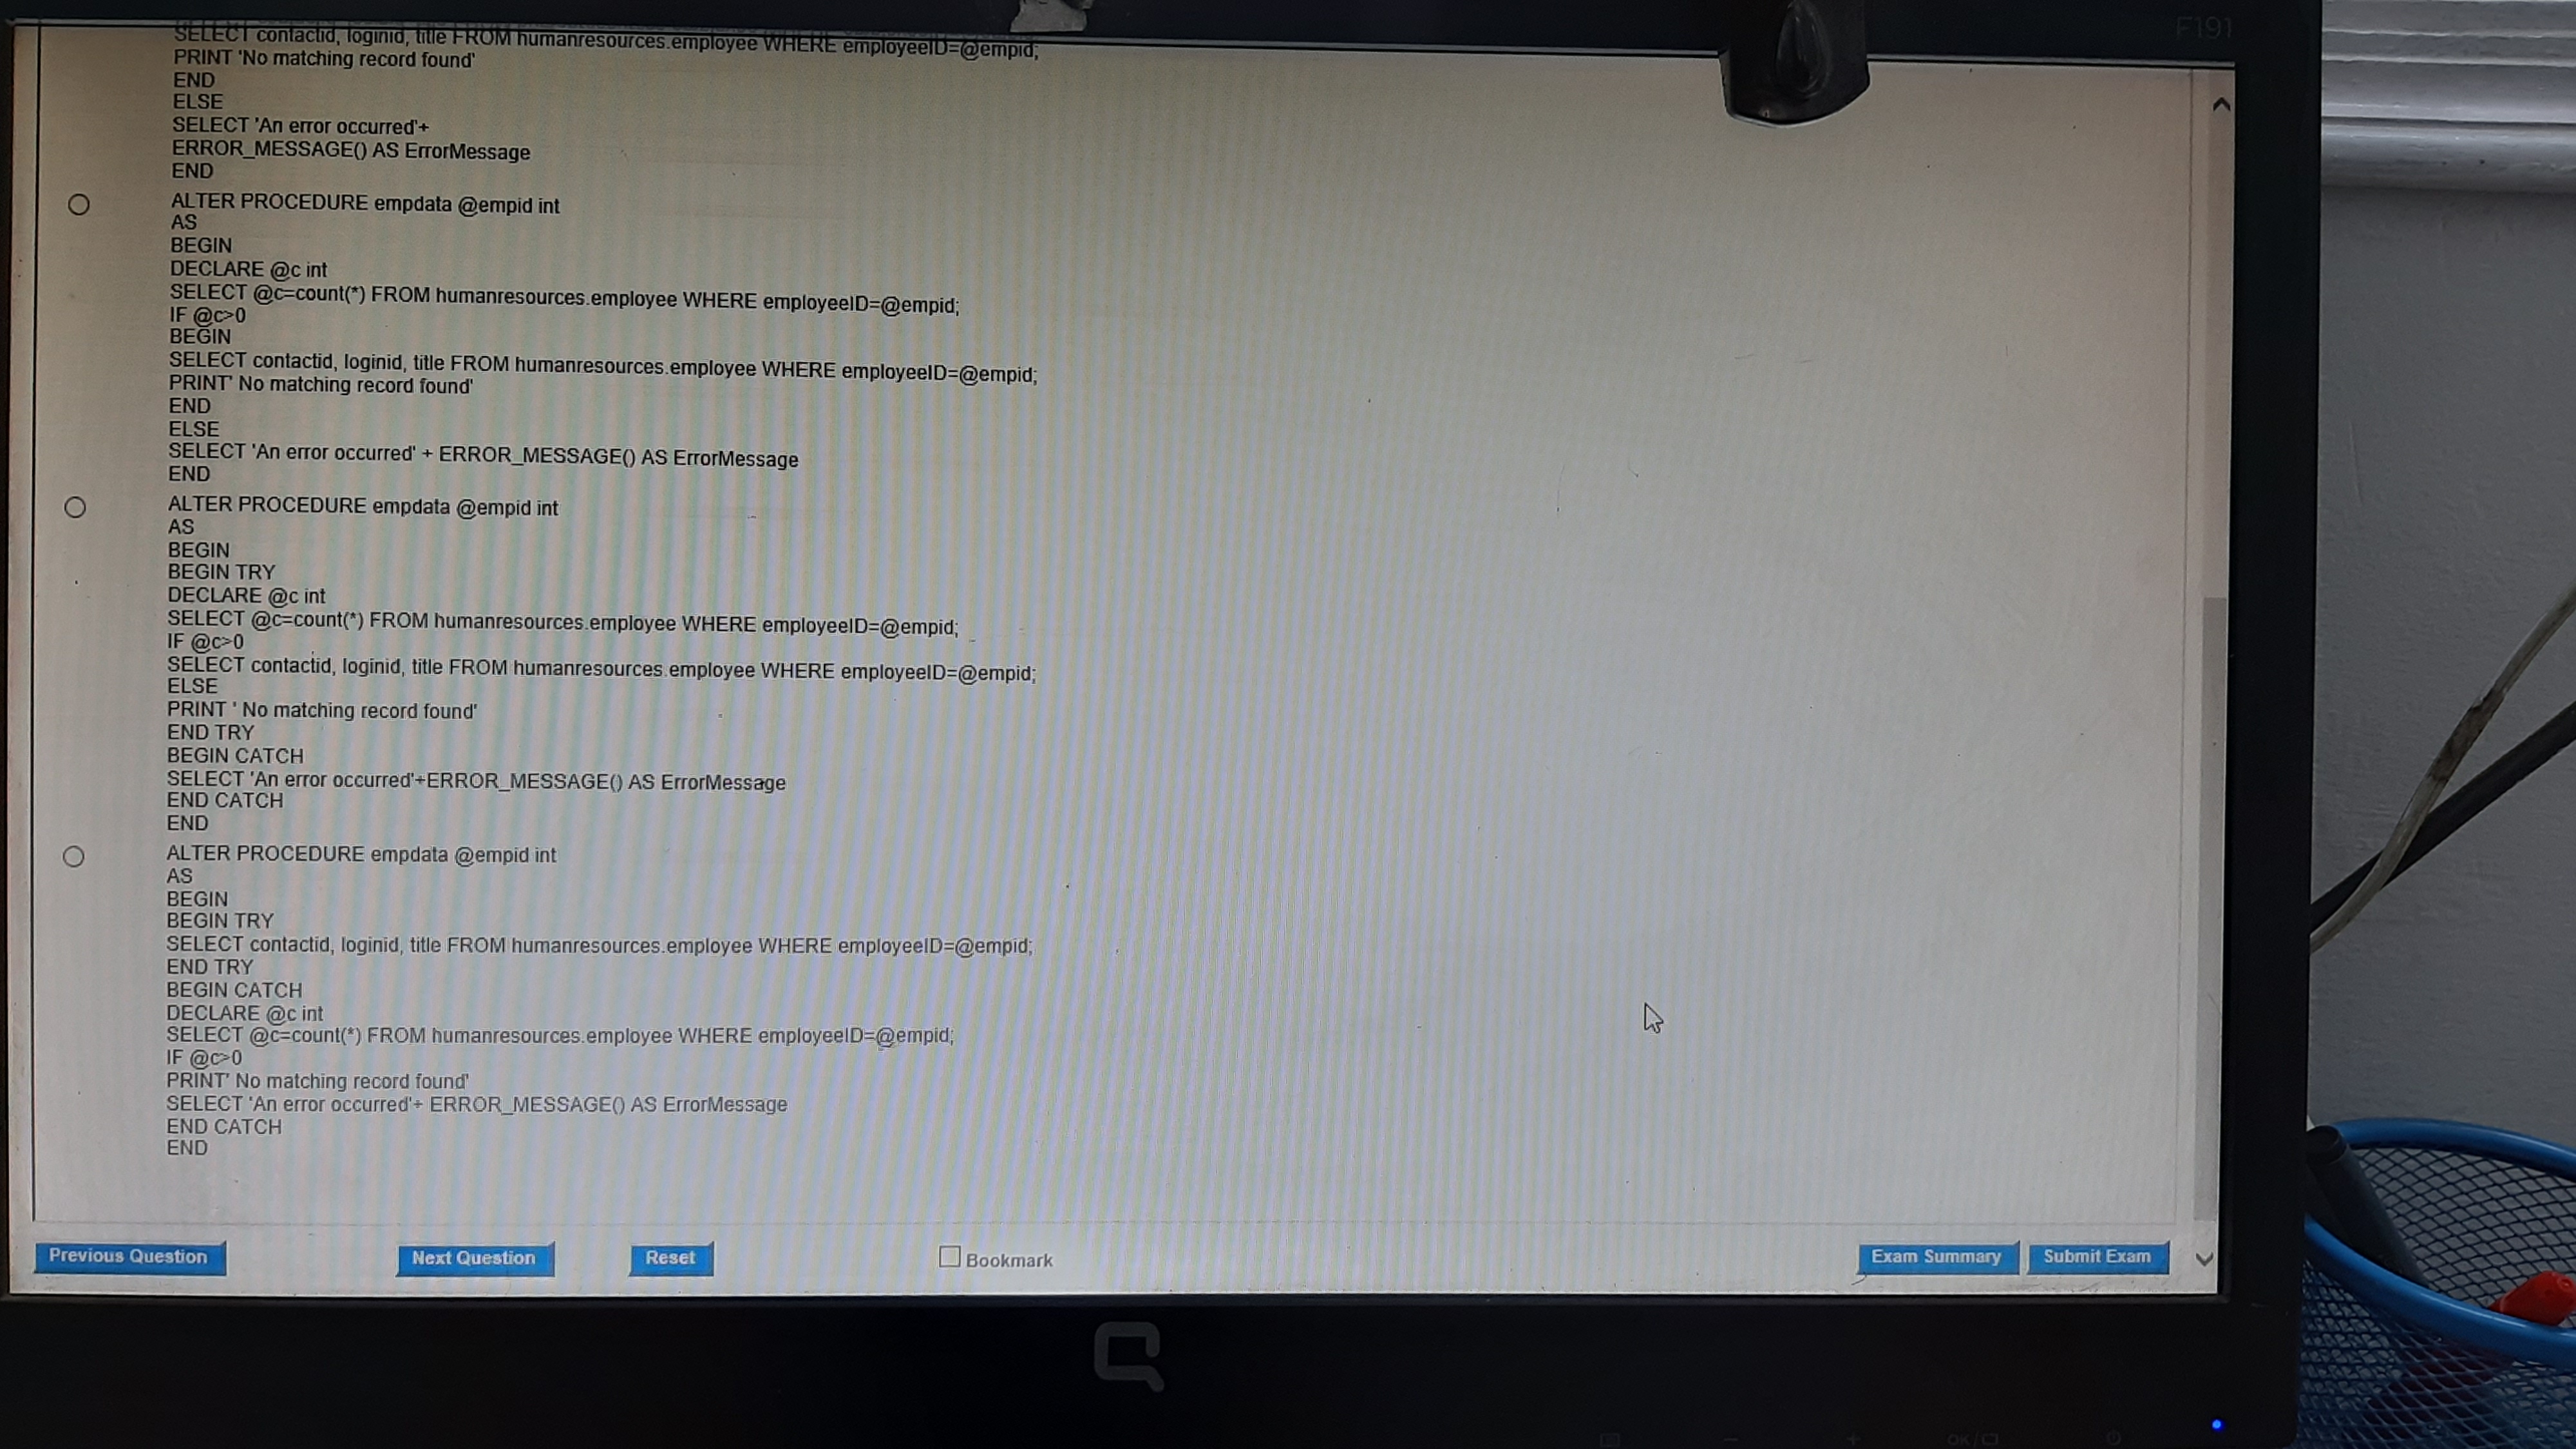 F191
SELECT contactid, loginid, title FROM humanresources.employee WHERE employeeID=@empid;
PRINT 'No matching record found'
END
ELSE
SELECT 'An error occurred'+
ERROR_MESSAGE() AS ErrorMessage
END
ALTER PROCEDURE empdata @empid int
AS
BEGIN
DECLARE @c int
SELECT @c=count(*) FROM humanresources.employee WHERE employeeID=@empid;
IF @c>0
BEGIN
SELECT contactid, loginid, title FROM humanresources.employee WHERE employeeID=@empid;
PRINT' No matching record found'
END
ELSE
SELECT 'An error occurred' + ERROR_MESSAGE() AS ErrorMessage
END
ALTER PROCEDURE empdata @empid int
AS
BEGIN
BEGIN TRY
DECLARE @c int
SELECT @c=count(*) FROM humanresources.employee WHERE employeeID=@empid;
IF @c>0
SELECT contactid, loginid, title FROM humanresources.employee WHERE employeeID=@empid;
ELSE
PRINT ' No matching record found'
END TRY
BEGIN CATCH
SELECT 'An error occurred'+ERROR_MESSAGE() AS ErrorMessage
END CATCH
END
ALTER PROCEDURE empdata @empid int
AS
BEGIN
BEGIN TRY
SELECT contactid, loginid, title FROM humanresources.employee WHERE employeeID=@empid;
END TRY
BEGIN CATCH
DECLARE @c int
SELECT @c=count(*) FROM humanresources.employee WHERE employeeID=@empid;
IF @c>0
PRINT' No matching record found'
SELECT 'An error occurred'+ ERROR_MESSAGE() AS ErrorMessage
END CATCH
END
Previous Question Next Question Reset Bookmark Exam Summary Submit Exam
OK/